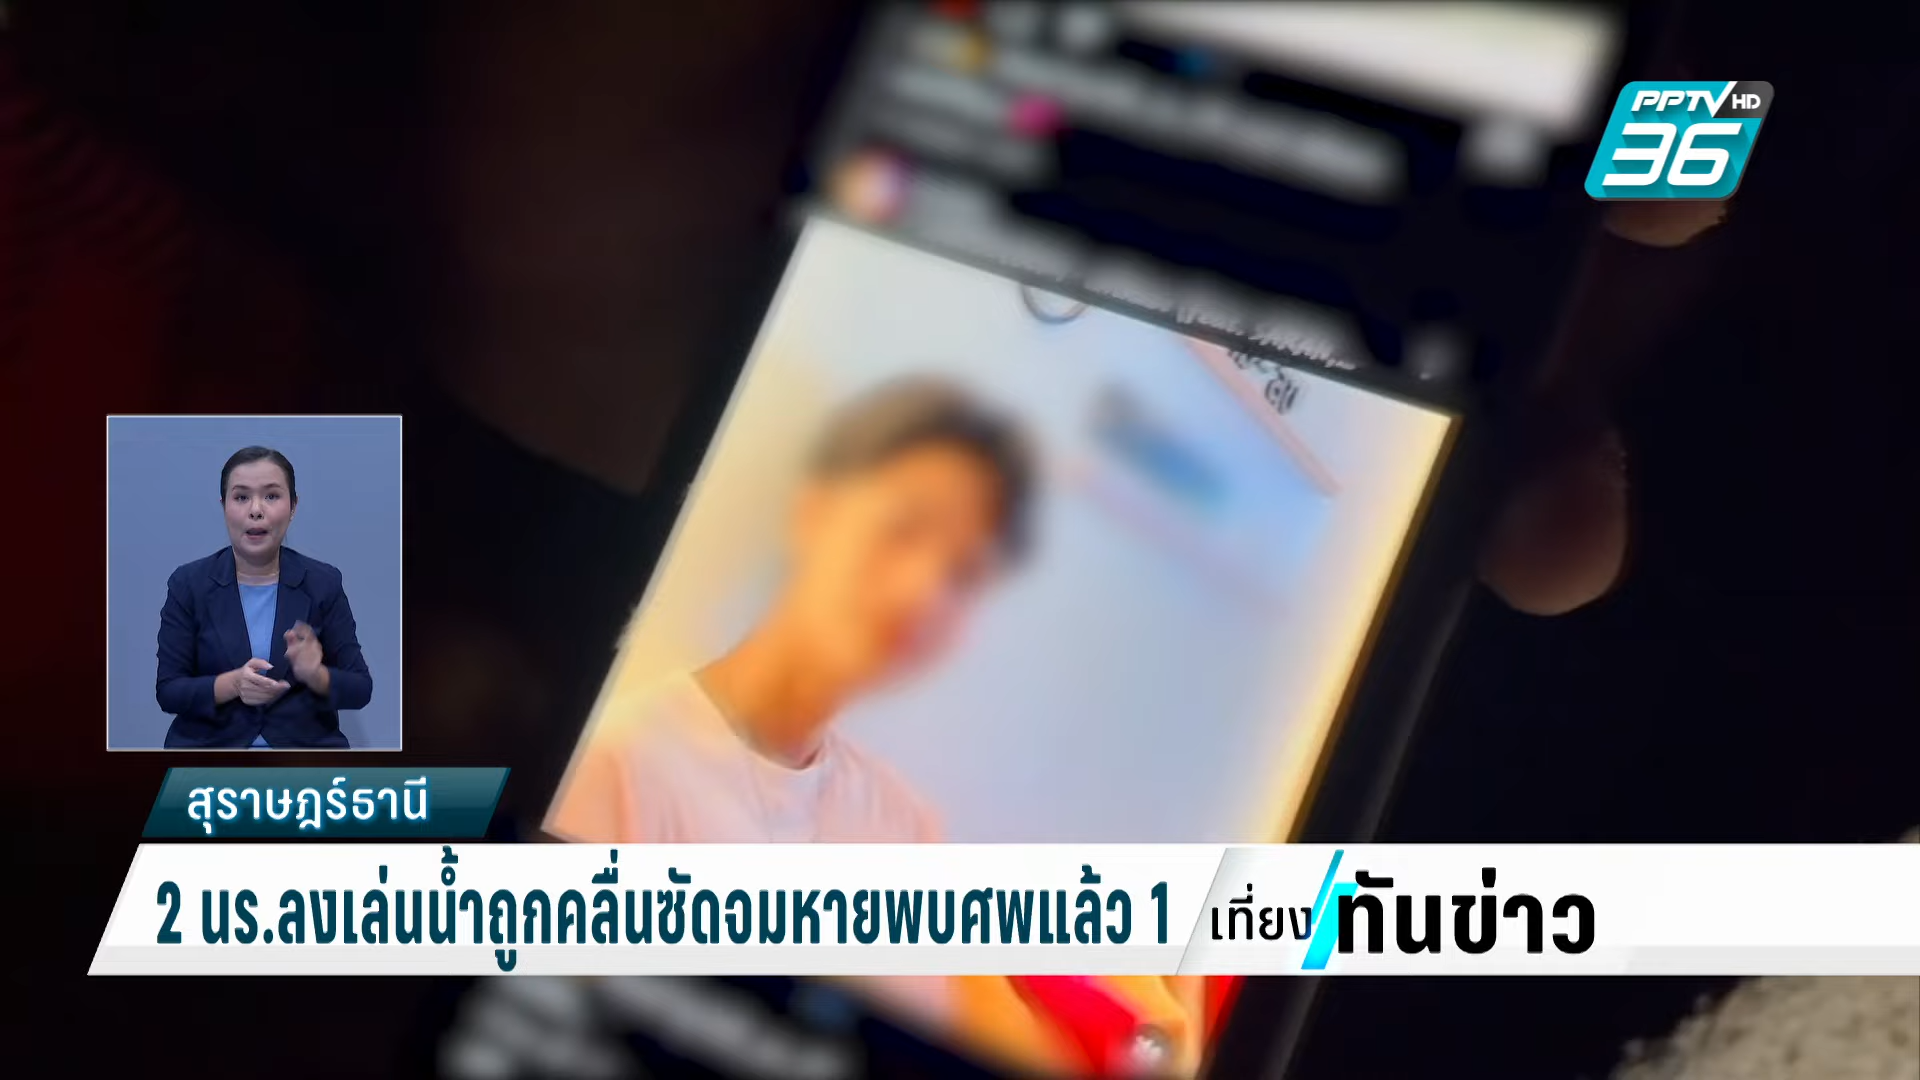 PPTV HD
36
สุราษฎร์ธานี
2 นร.ลงเล่นน้ำถูกคลื่นซัดจมหายพบศพแล้ว 1
เที่ยง ทันข่าว